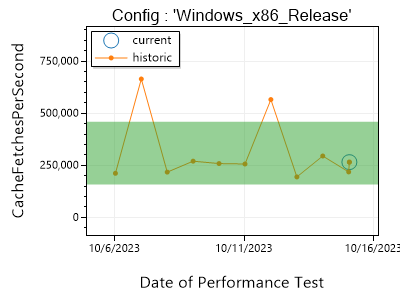 Config : 'Windows_x86_Release'
current
historic
CacheFetchesPerSecond
750,000
500,000
250,000
0
10/6/2023
10/11/2023
10/16/2023
Date of Performance Test